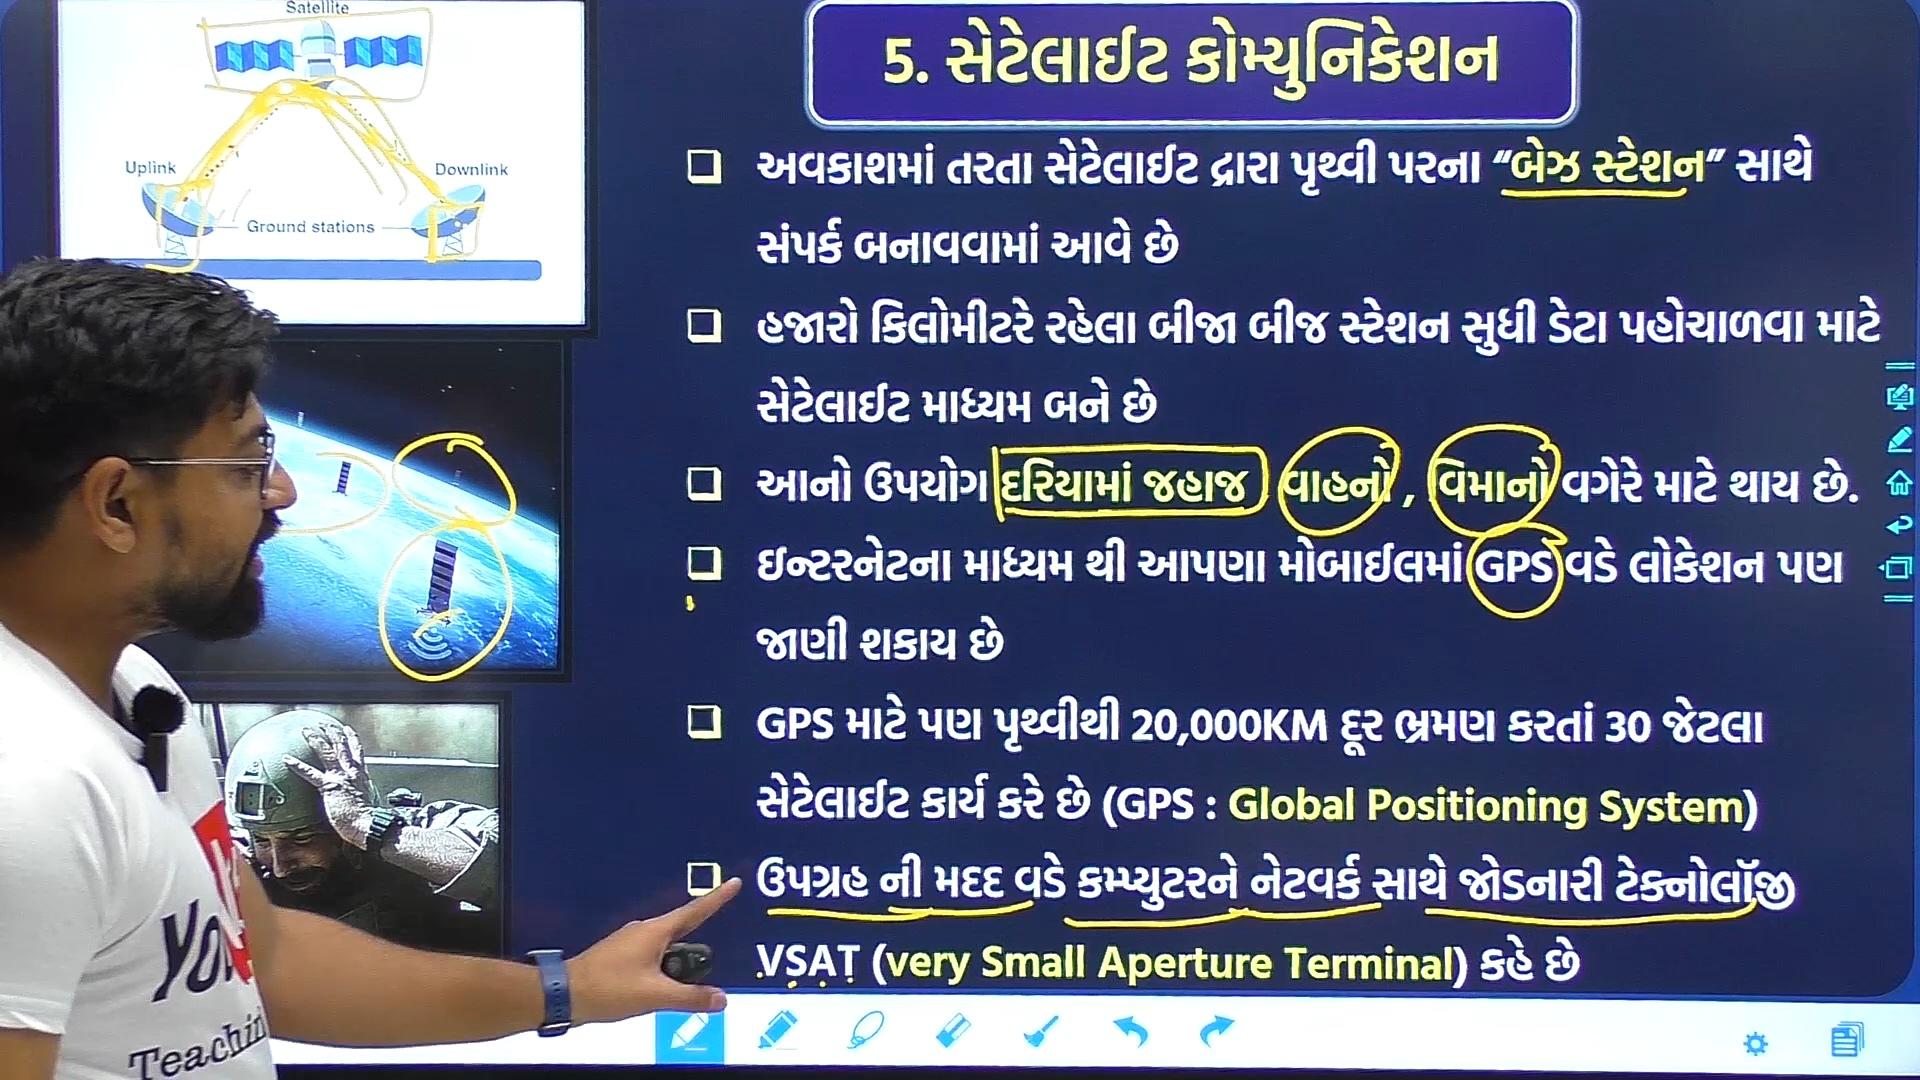 Satellite
Uplink
Downlink
Ground stations
5. સેટેલાઈટ કોમ્યુનિકેશન
અવકાશમાં તરતા સેટેલાઈટ દ્રારા પૃથ્વી પરના “બેઝ સ્ટેશન” સાથે
સંપર્ક બનાવવામાં આવે છે
હજારો કિલોમીટરે રહેલા બીજા બીજ સ્ટેશન સુધી ડેટા પહોચાળવા માટે
સેટેલાઈટ માધ્યમ બને છે
આનો ઉપયોગ દરિયામાં જહાજ વાહનો , વિમાનો વગેરે માટે થાય છે.
ઇન્ટરનેટના માધ્યમ થી આપણા મોબાઈલમાં GPS વડે લોકેશન પણ
જાણી શકાય છે
GPS માટે પણ પૃથ્વીથી 20,000KM દૂર ભ્રમણ કરતાં 30 જેટલા
સેટેલાઈટ કાર્ય કરે છે (GPS : Global Positioning System)
ઉપગ્રહ ની મદદ વડે કમ્પ્યુટરને નેટવર્ક સાથે જોડનારી ટેક્નોલૉજી
VSAT (very Small Aperture Terminal) કહે છે